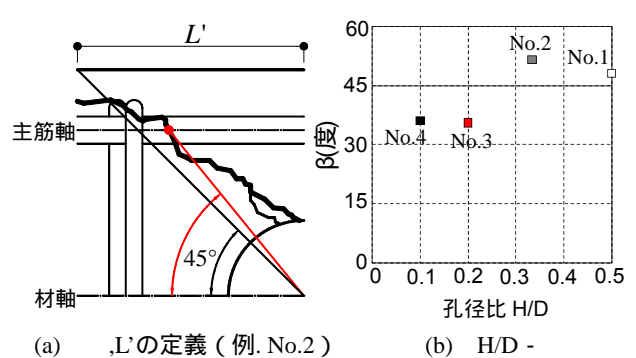 L'
主筋軸
45°
材軸
(a) ,L'の定義（例. No.2）
60
45
30
15
0
β(度)
No.2
No.1
No.4
No.3
0 0.1 0.2 0.3 0.4 0.5
孔径比 H/D
(b) H/D -